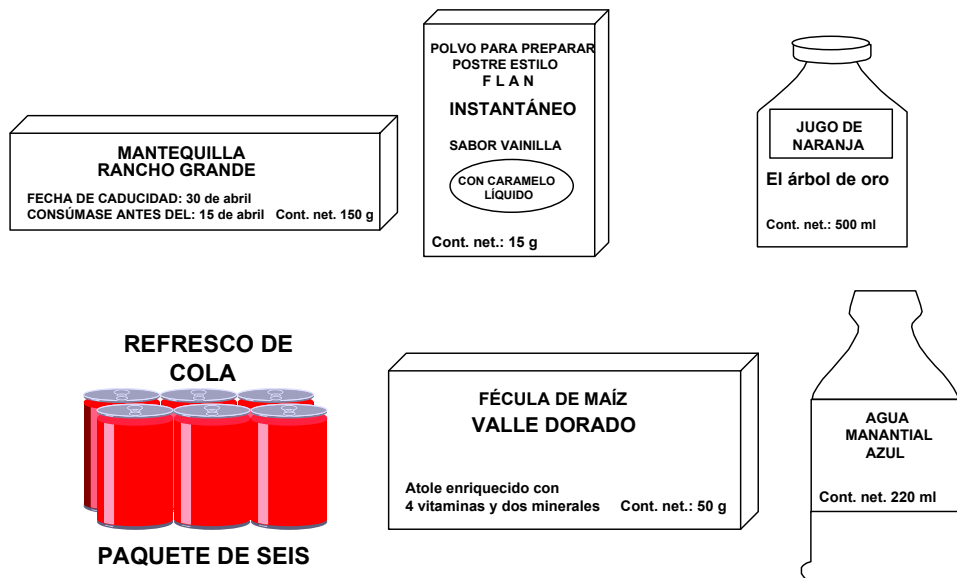 MANTEQUILLA
RANCHO GRANDE
FECHA DE CADUCIDAD: 30 de abril
CONSÚMASE ANTES DEL: 15 de abril Cont. net. 150 g
POLVO PARA PREPARAR
POSTRE ESTILO
F L A N
INSTANTÁNEO
SABOR VAINILLA
CON CARAMELO
LÍQUIDO
Cont. net.: 15 g
JUGO DE
NARANJA
El árbol de oro
Cont. net.: 500 ml
REFRESCO DE
COLA
PAQUETE DE SEIS
FÉCULA DE MAÍZ
VALLE DORADO
Atole enriquecido con
4 vitaminas y dos minerales Cont. net.: 50 g
AGUA
MANANTIAL
AZUL
Cont. net. 220 ml